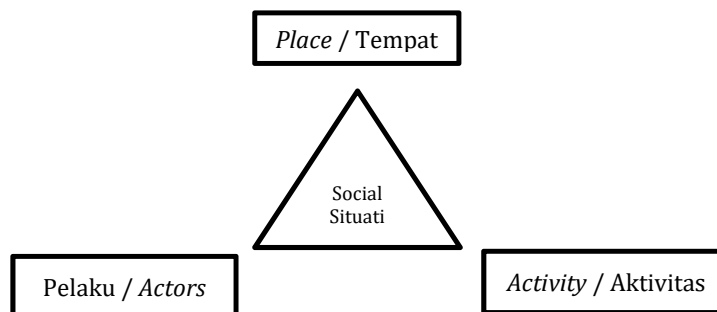 Place / Tempat
Social
Situati
Pelaku / Actors
Activity / Aktivitas